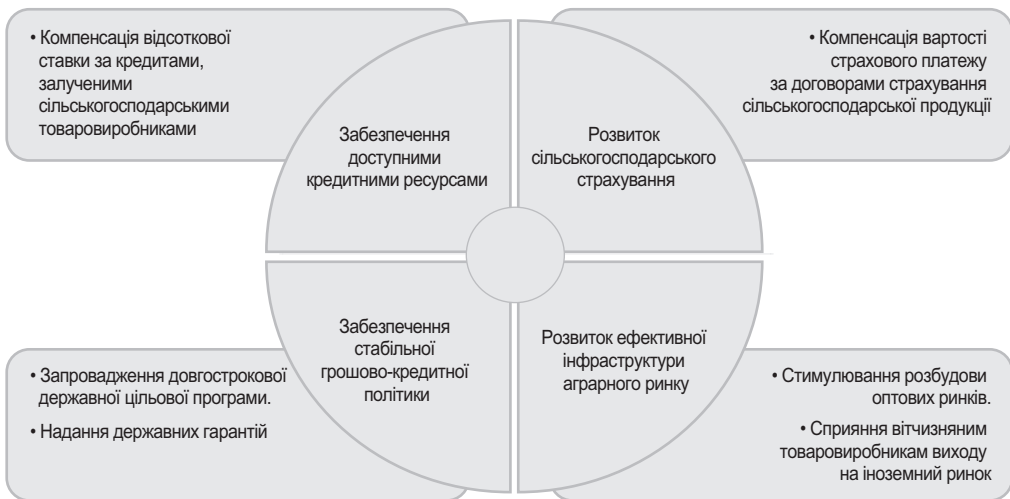 • Компенсація відсоткової
ставки за кредитами,
залученими
сільськогосподарськими
товаровиробниками
Забезпечення
доступними
кредитними ресурсами
Розвиток
сільськогосподарського
страхування
• Компенсація вартості
страхового платежу
за договорами страхування
сільськогосподарської продукції
• Запровадження довгострокової
державної цільової програми.
• Надання державних гарантій
Забезпечення
стабільної
грошово-кредитної
політики
Розвиток ефективної
інфраструктури
аграрного ринку
• Стимулювання розбудови
оптових ринків.
• Сприяння вітчизняним
товаровиробникам виходу
на іноземний ринок